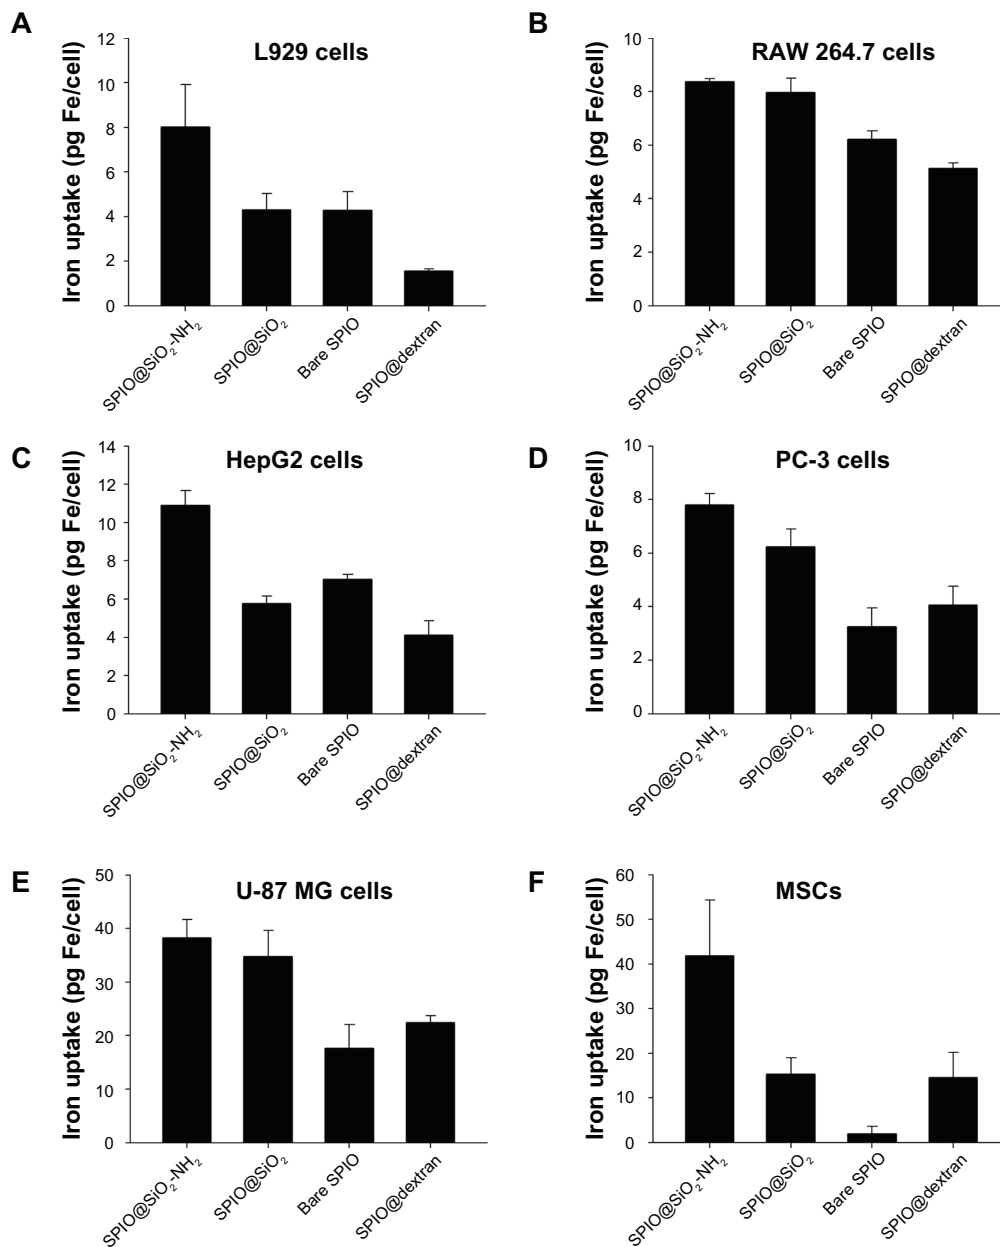 A
L929 cells
Iron uptake (pg Fe/cell)
12
10
8
6
4
2
0
SPIO@SiO₂-NH₂
SPIO@SiO₂
Bare SPIO
SPIO@dextran
B
RAW 264.7 cells
Iron uptake (pg Fe/cell)
10
8
6
4
2
0
SPIO@SiO₂-NH₂
SPIO@SiO₂
Bare SPIO
SPIO@dextran
C
HepG2 cells
Iron uptake (pg Fe/cell)
14
12
10
8
6
4
2
0
SPIO@SiO₂-NH₂
SPIO@SiO₂
Bare SPIO
SPIO@dextran
D
PC-3 cells
Iron uptake (pg Fe/cell)
10
8
6
4
2
0
SPIO@SiO₂-NH₂
SPIO@SiO₂
Bare SPIO
SPIO@dextran
E
U-87 MG cells
Iron uptake (pg Fe/cell)
50
40
30
20
10
0
SPIO@SiO₂-NH₂
SPIO@SiO₂
Bare SPIO
SPIO@dextran
F
MSCs
Iron uptake (pg Fe/cell)
60
50
40
30
20
10
0
SPIO@SiO₂-NH₂
SPIO@SiO₂
Bare SPIO
SPIO@dextran